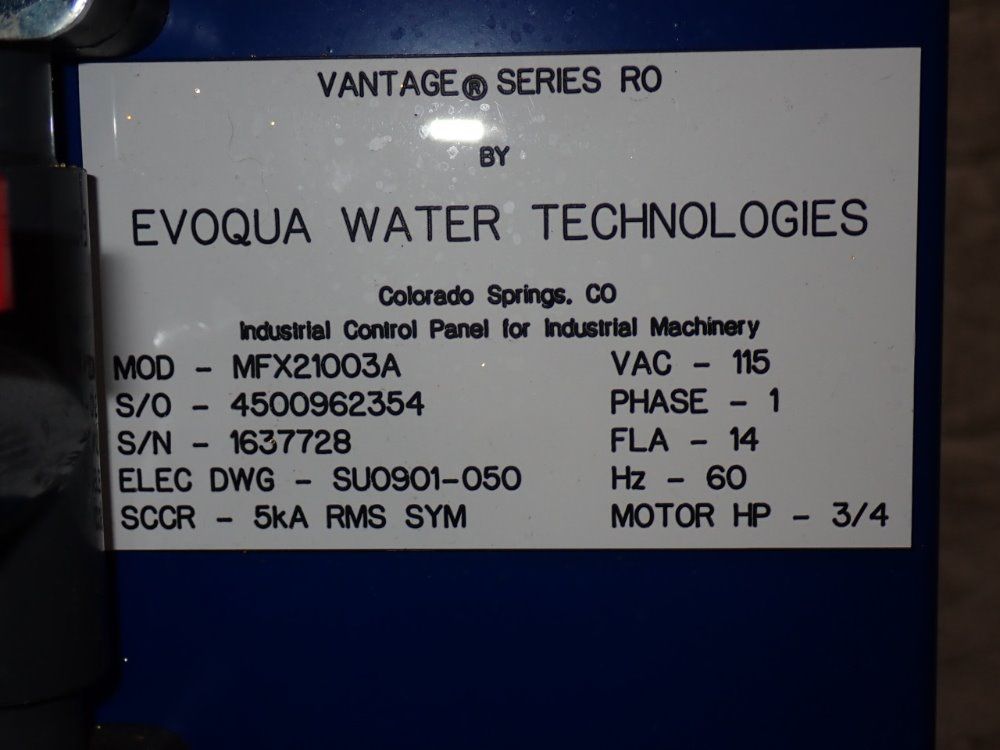 VANTAGE® SERIES RO
BY
EVOQUA WATER TECHNOLOGIES
Colorado Springs, CO
Industrial Control Panel for Industrial Machinery
MOD - MFX21003A VAC - 115
S/O - 4500962354 PHASE - 1
S/N - 1637728 FLA - 14
ELEC DWG - SU0901-050 Hz - 60
SCCR - 5kA RMS SYM MOTOR HP - 3/4